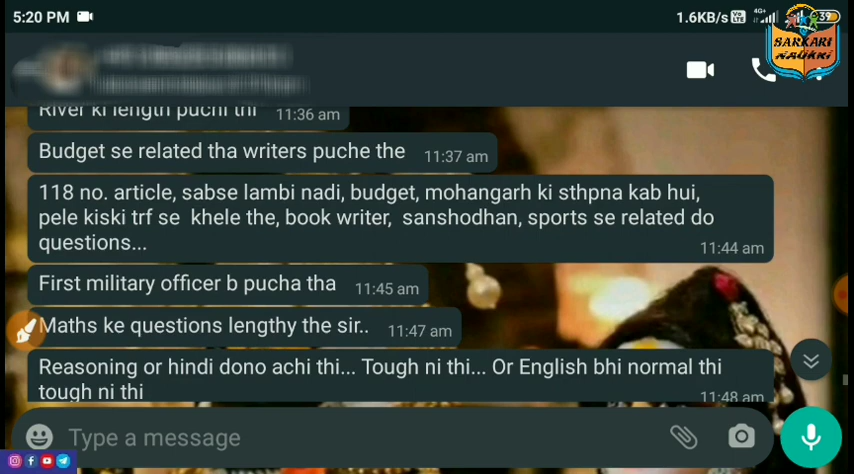 5:20 PM
1.6KB/s
Vo LTE
4G+
39
SARKARI
NAUKRI
River ki length puchi thi 11:36 am
Budget se related tha writers puche the 11:37 am
118 no. article, sabse lambi nadi, budget, mohangarh ki sthpna kab hui,
pele kiski trf se khele the, book writer, sanshodhan, sports se related do
questions...
11:44 am
First military officer b pucha tha 11:45 am
Maths ke questions lengthy the sir.. 11:47 am
Reasoning or hindi dono achi thi... Tough ni thi... Or English bhi normal thi
tough ni thi
11:48 am
Type a message